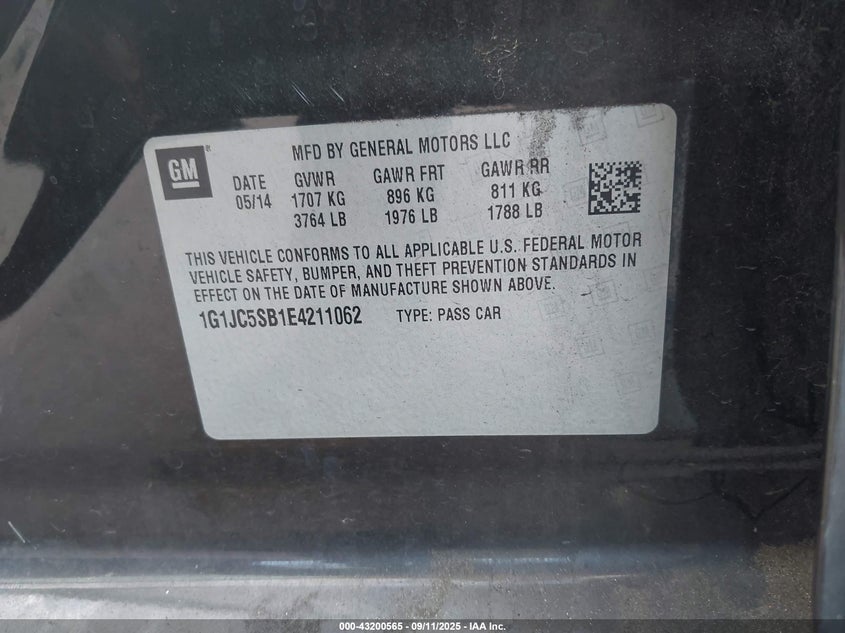 GM
MFD BY GENERAL MOTORS LLC
DATE GVWR GAWR FRT GAWR RR
05/14 1707 KG 896 KG 811 KG
3764 LB 1976 LB 1788 LB
THIS VEHICLE CONFORMS TO ALL APPLICABLE U.S. FEDERAL MOTOR
VEHICLE SAFETY, BUMPER, AND THEFT PREVENTION STANDARDS IN
EFFECT ON THE DATE OF MANUFACTURE SHOWN ABOVE.
1G1JC5SB1E4211062 TYPE: PASS CAR
000-43200565 - 09/11/2025 - IAA Inc.